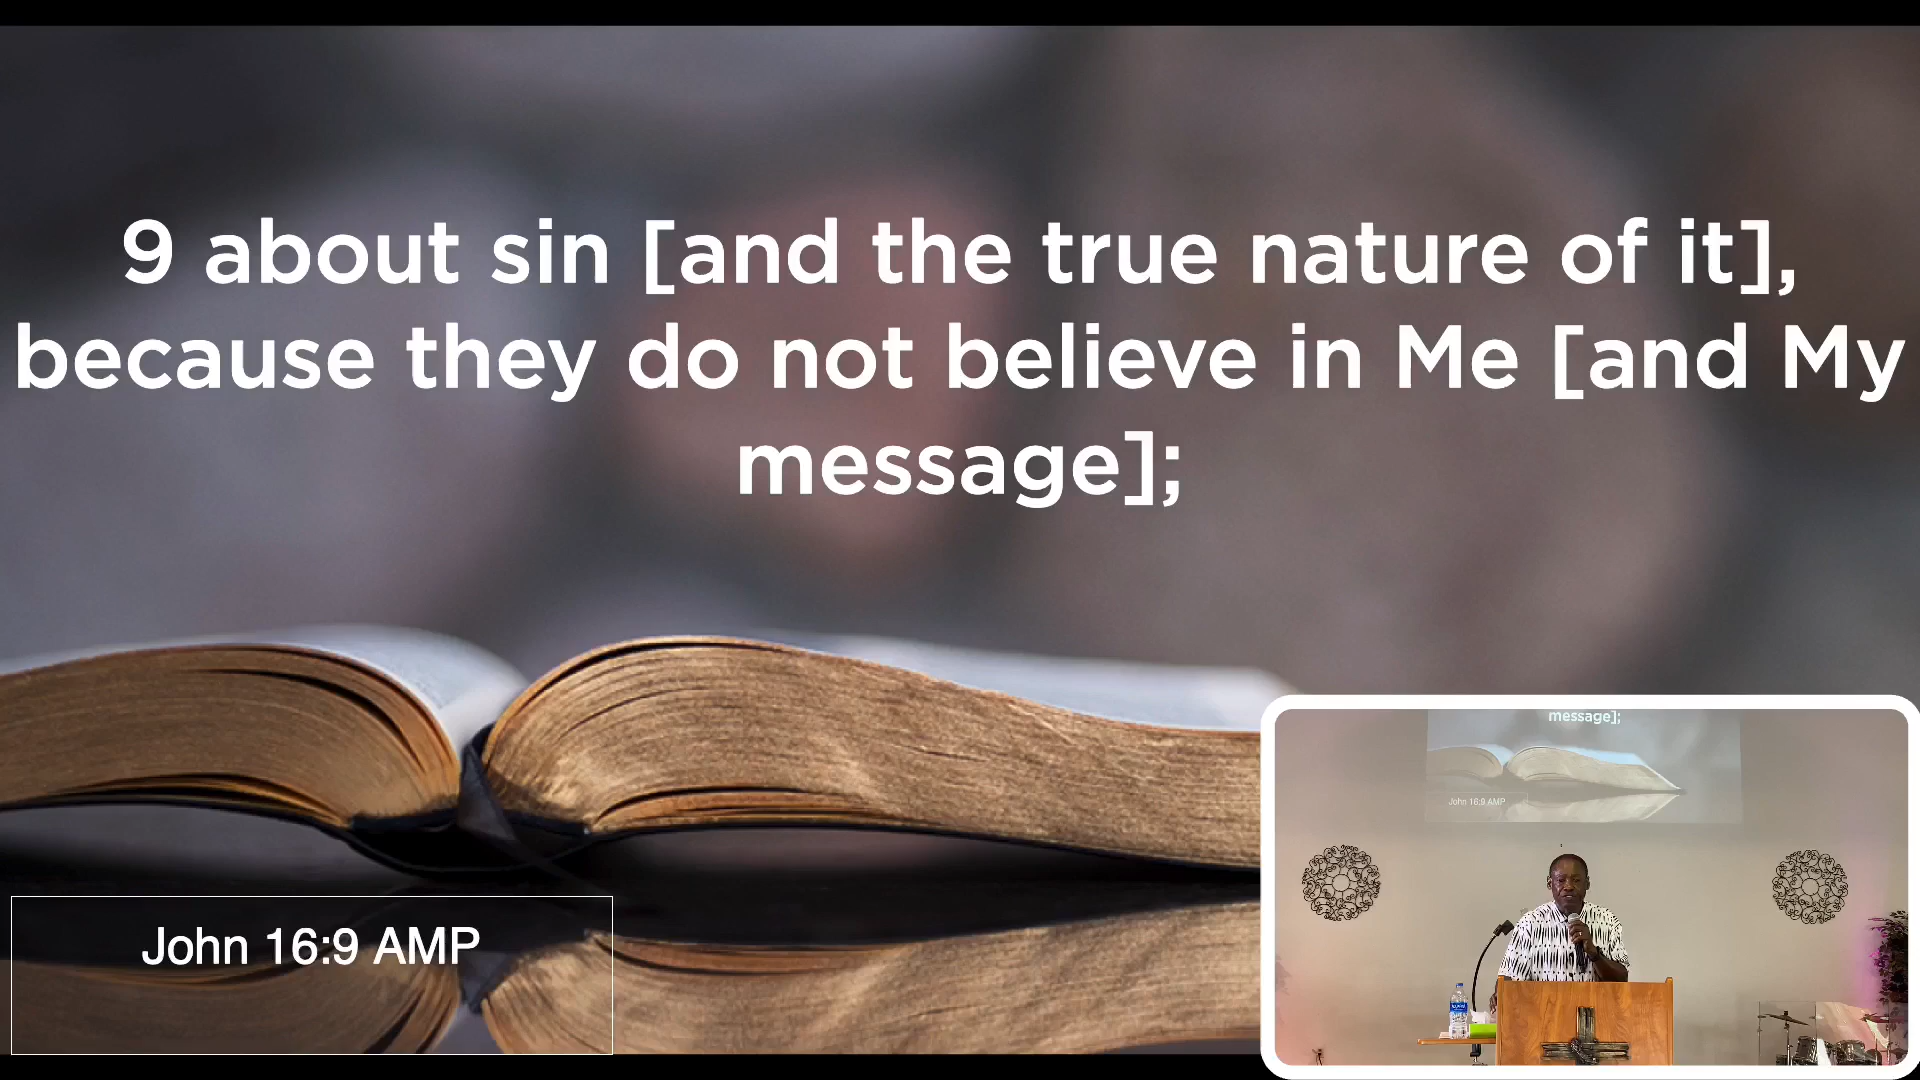 9 about sin [and the true nature of it],
because they do not believe in Me [and My
message];
John 16:9 AMP
message];
John 16:9 AMP